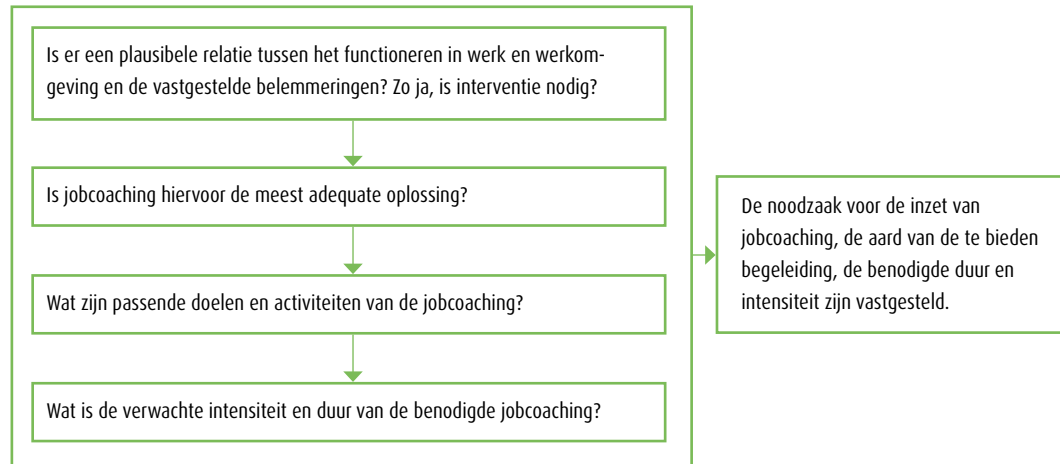 Is er een plausibele relatie tussen het functioneren in werk en werkom-
geving en de vastgestelde belemmeringen? Zo ja, is interventie nodig?
Is jobcoaching hiervoor de meest adequate oplossing?
Wat zijn passende doelen en activiteiten van de jobcoaching?
Wat is de verwachte intensiteit en duur van de benodigde jobcoaching?
De noodzaak voor de inzet van
jobcoaching, de aard van de te bieden
begeleiding, de benodigde duur en
intensiteit zijn vastgesteld.